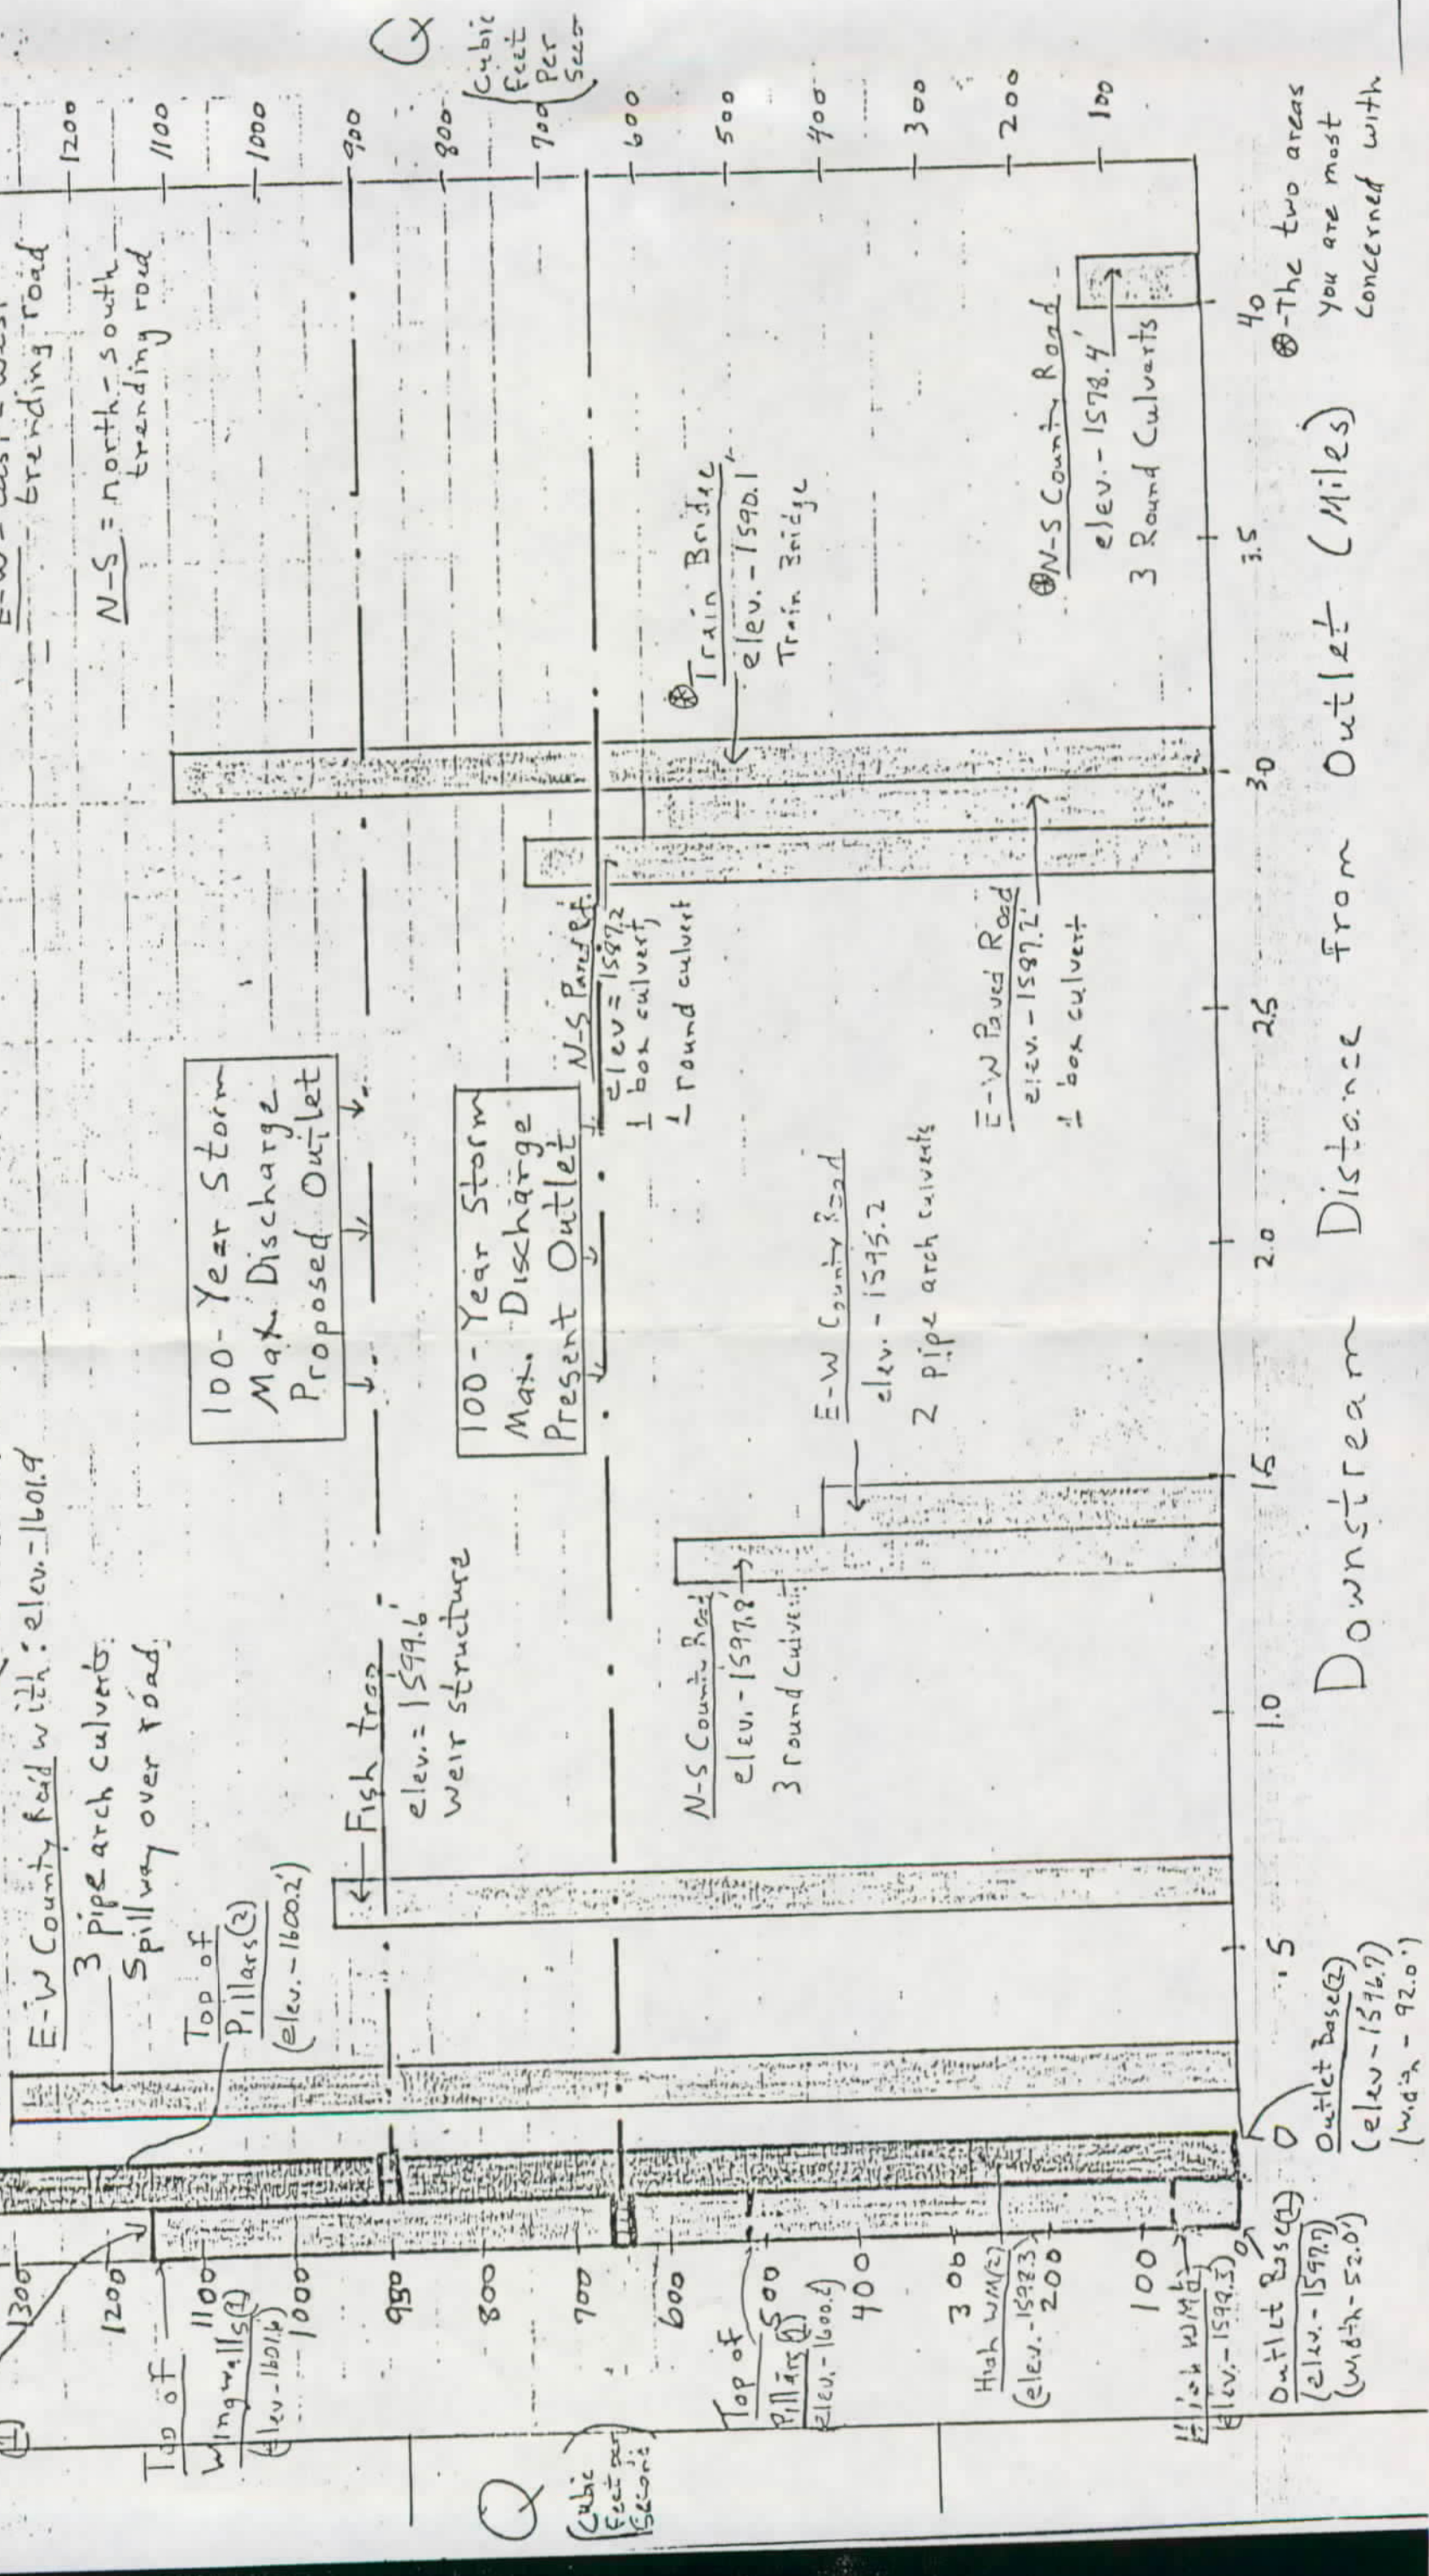 E-W = east-west
trending road
N-S = north-south
trending road
E-W County Road with: elev.-1601.9
3 pipe arch culverts
Spillway over road
Top of
Pillars(2)
(elev.-1600.2')
(1)
Top of
Wingwalls(1)
(elev-1601.6)
1300
1200
1100
1000
900
800
700
600
500
400
300
200
100
0
Q
(Cubic
Feet per
Second)
Top of
Pillars(1)
High WM(2)
(elev.-1598.3)
High WM(1)
Outlet Base(1)
(elev.-1597.7)
(width-52.0')
Outlet Base(2)
(elev-1596.7)
(width - 92.0')
100-Year Storm
Max. Discharge
Proposed Outlet
100-Year Storm
Max. Discharge
Present Outlet
Fish trap
elev.=1599.6'
weir structure
N-S County Road
elev.-1597.8'
3 round culverts
E-W County Road
elev.-1595.2
2 pipe arch culverts
N-S Paved Rd.
elev=1587.2
1 box culvert,
1 round culvert
E-W Paved Road
elev.-1587.2'
1 box culvert
⊗Train Bridge
elev.-1590.1'
Train Bridge
⊗N-S County Road
elev.-1578.4'
3 Round Culverts
1200
1100
1000
900
800
700
600
500
400
300
200
100
Q
(Cubic
Feet
Per
Sec)
0 .5 1.0 1.5 2.0 2.5 3.0 3.5 4.0
Downstream Distance From Outlet (Miles)
⊗-The two areas
you are most
concerned with